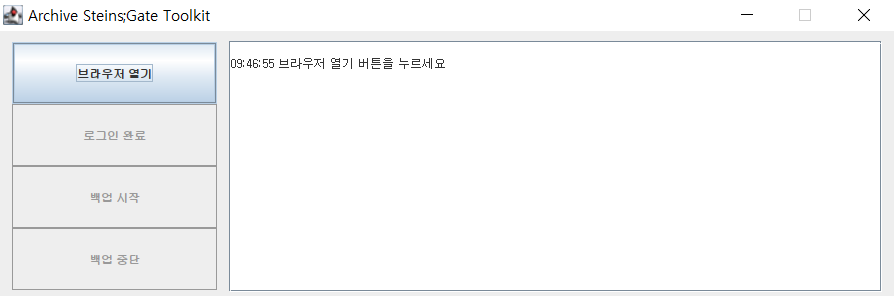 Archive Steins;Gate Toolkit
브라우저 열기
로그인 완료
백업 시작
백업 중단
09:46:55 브라우저 열기 버튼을 누르세요